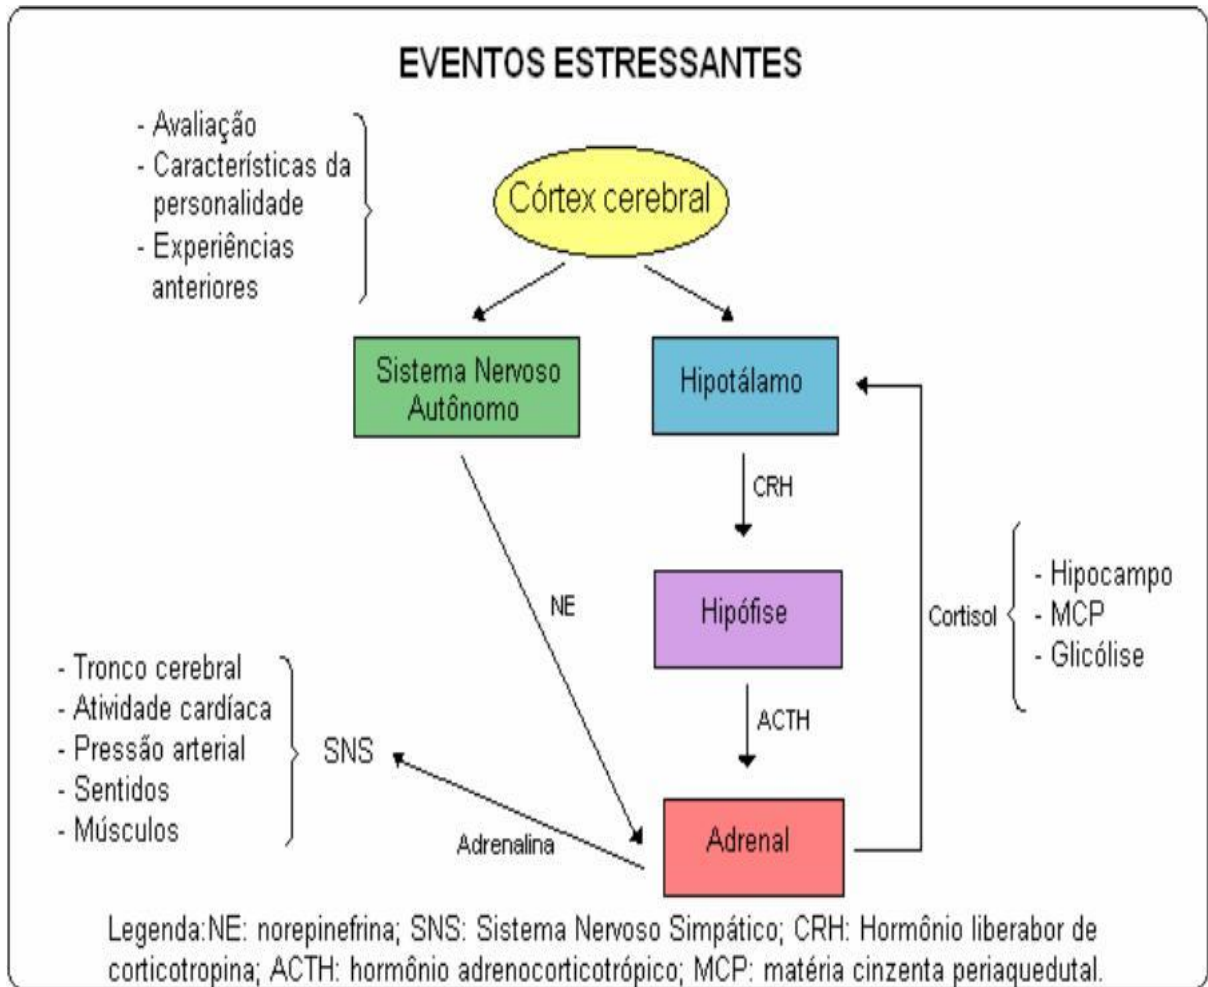 EVENTOS ESTRESSANTES
- Avaliação
- Características da
personalidade
- Experiências
anteriores
Córtex cerebral
Sistema Nervoso
Autônomo
Hipotálamo
CRH
Hipófise
NE
ACTH
Adrenal
Cortisol
- Hipocampo
- MCP
- Glicólise
- Tronco cerebral
- Atividade cardíaca
- Pressão arterial
- Sentidos
- Músculos
SNS
Adrenalina
Legenda:NE: norepinefrina; SNS: Sistema Nervoso Simpático; CRH: Hormônio liberabor de
corticotropina; ACTH: hormônio adrenocorticotrópico; MCP: matéria cinzenta periaquedutal.